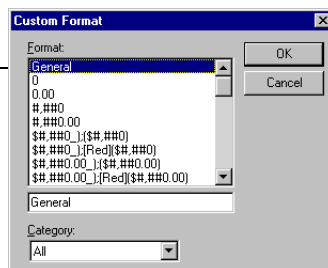 Custom Format
Format:
OK
General
0
Cancel
0.00
#,##0
#,##0.00
$#,##0_);($#,##0)
$#,##0_);[Red]($#,##0)
$#,##0.00_);($#,##0.00)
$#,##0.00_);[Red]($#,##0.00)
General
Category:
All